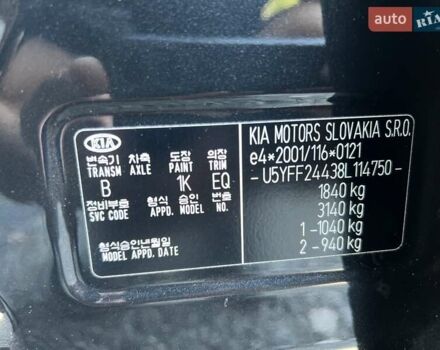 auto RIA
KIA
변속기 차축 도장 의장
TRANSM AXLE PAINT TRIM
B 1K EQ
정비부호 형식 승인 번호
SVC CODE APPD. MODEL NO.
형식승인년월일
MODEL APPD. DATE
KIA MOTORS SLOVAKIA S.R.O.
e4*2001/116*0121
-U5YFF24438L114750-
1840 kg
3140 kg
1 -1040 kg
2 -940 kg